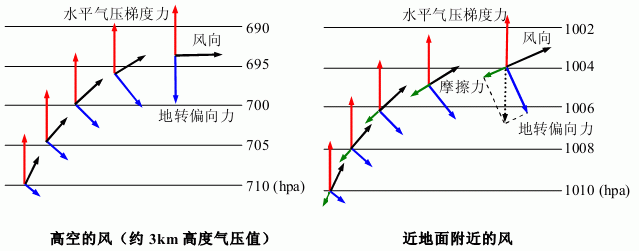 水平气压梯度力
690
风向
695
700
地转偏向力
705
710 (hpa)
高空的风（约 3km 高度气压值）
水平气压梯度力
1002
风向
1004
摩擦力
1006
地转偏向力
1008
1010 (hpa)
近地面附近的风